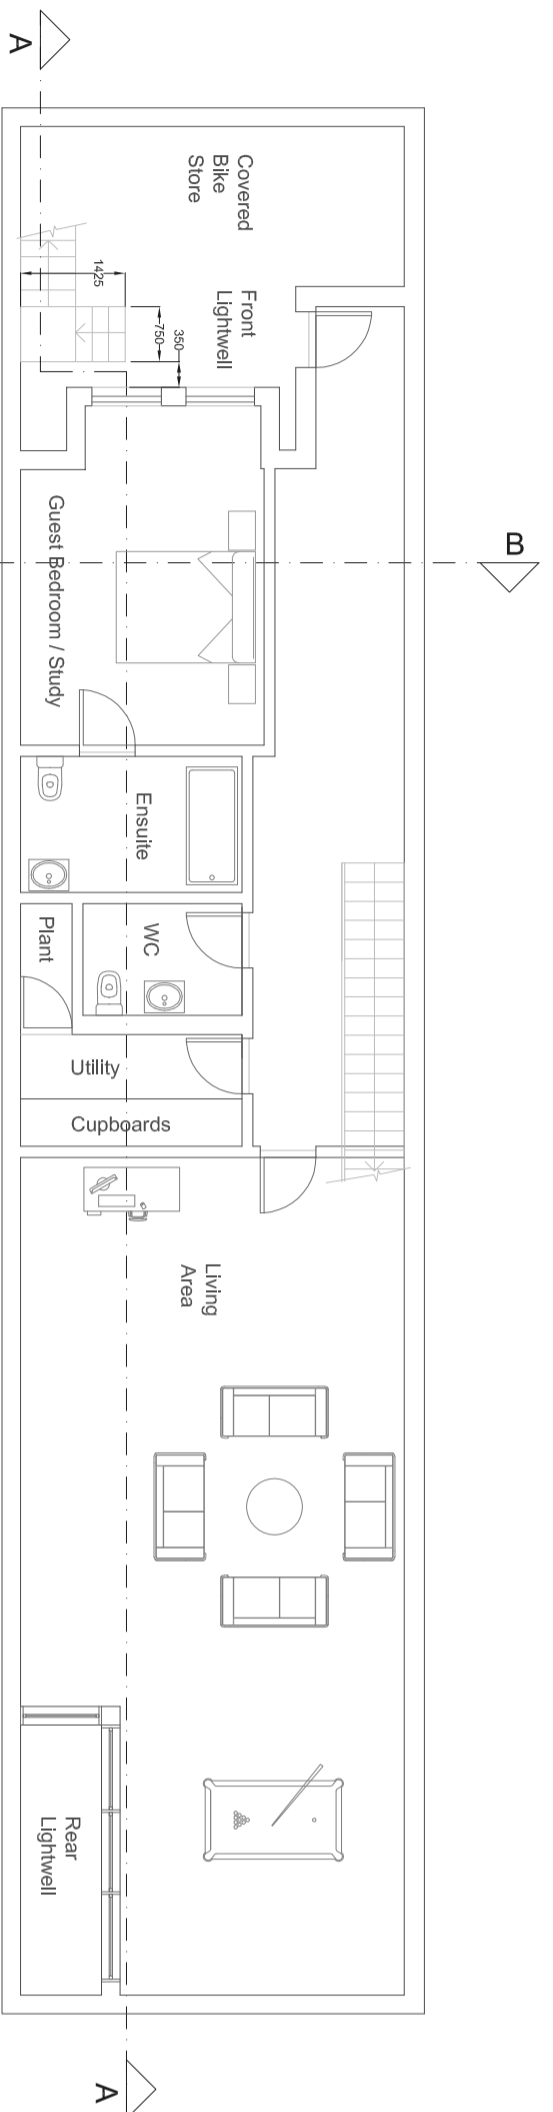 A
Covered
Bike
Store
Front
Lightwell
1425
750
350
B
Guest Bedroom / Study
Ensuite
WC
Plant
Utility
Cupboards
Living
Area
Rear
Lightwell
A